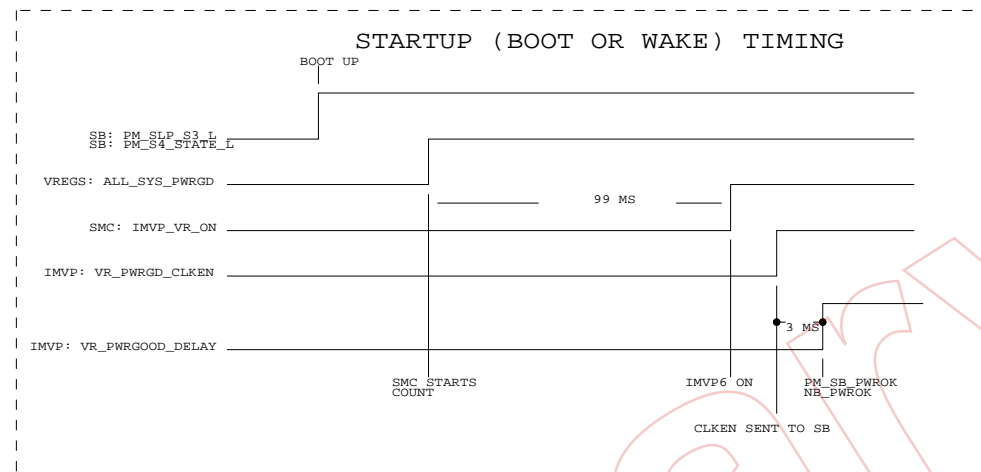 STARTUP (BOOT OR WAKE) TIMING
BOOT UP
SB: PM_SLP_S3_L
SB: PM_S4_STATE_L
VREGS: ALL_SYS_PWRGD
99 MS
SMC: IMVP_VR_ON
IMVP: VR_PWRGD_CLKEN
3 MS
IMVP: VR_PWRGOOD_DELAY
SMC STARTS
COUNT
IMVP6 ON
PM_SB_PWROK
NB_PWROK
CLKEN SENT TO SB